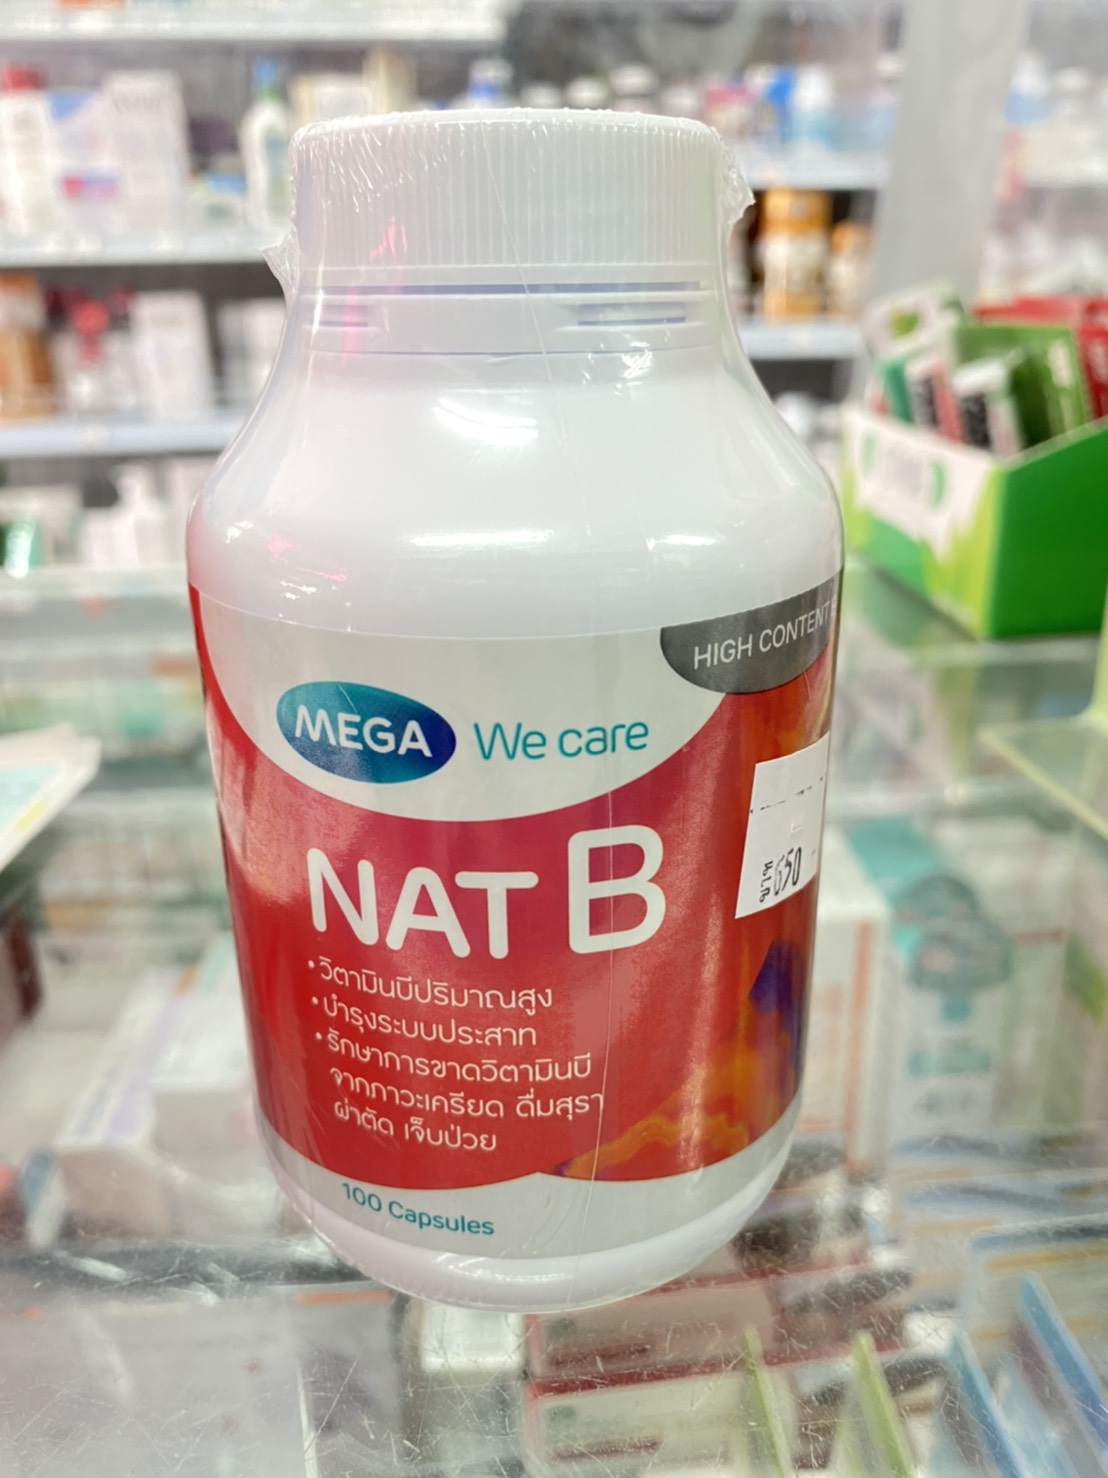 HIGH CONTENT
MEGA We care
NAT B
• วิตามินบีปริมาณสูง
• บำรุงระบบประสาท
• รักษาการขาดวิตามินบี
จากภาวะเครียด ดื่มสุรา
ผ่าตัด เจ็บป่วย
100 Capsules
บาท 650